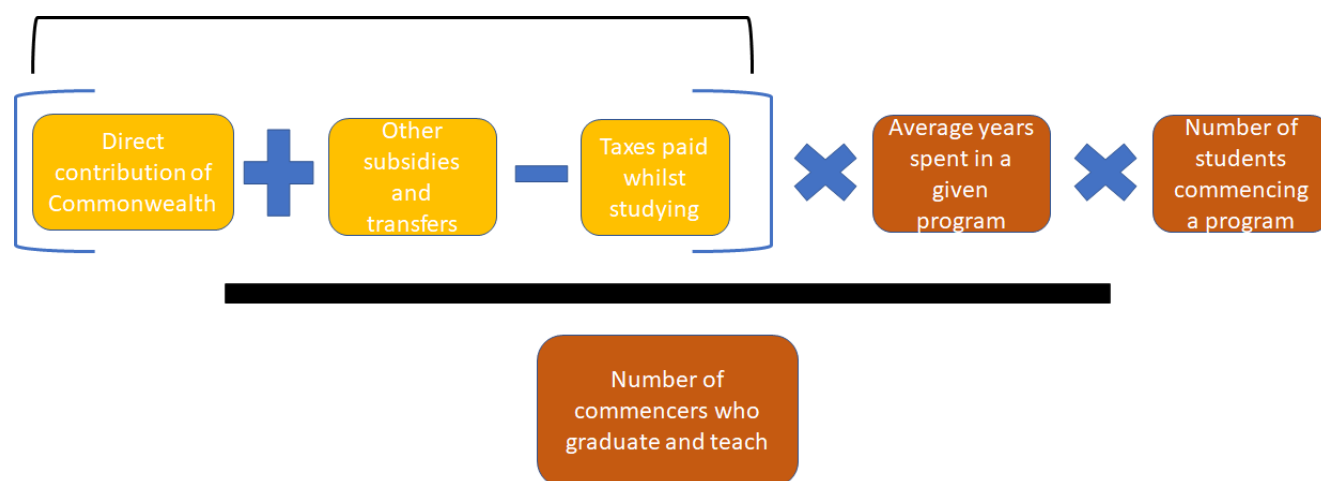 Direct
contribution of
Commonwealth
Other
subsidies
and
transfers
Taxes paid
whilst
studying
Average years
spent in a
given
program
Number of
students
commencing
a program
Number of
commencers who
graduate and teach